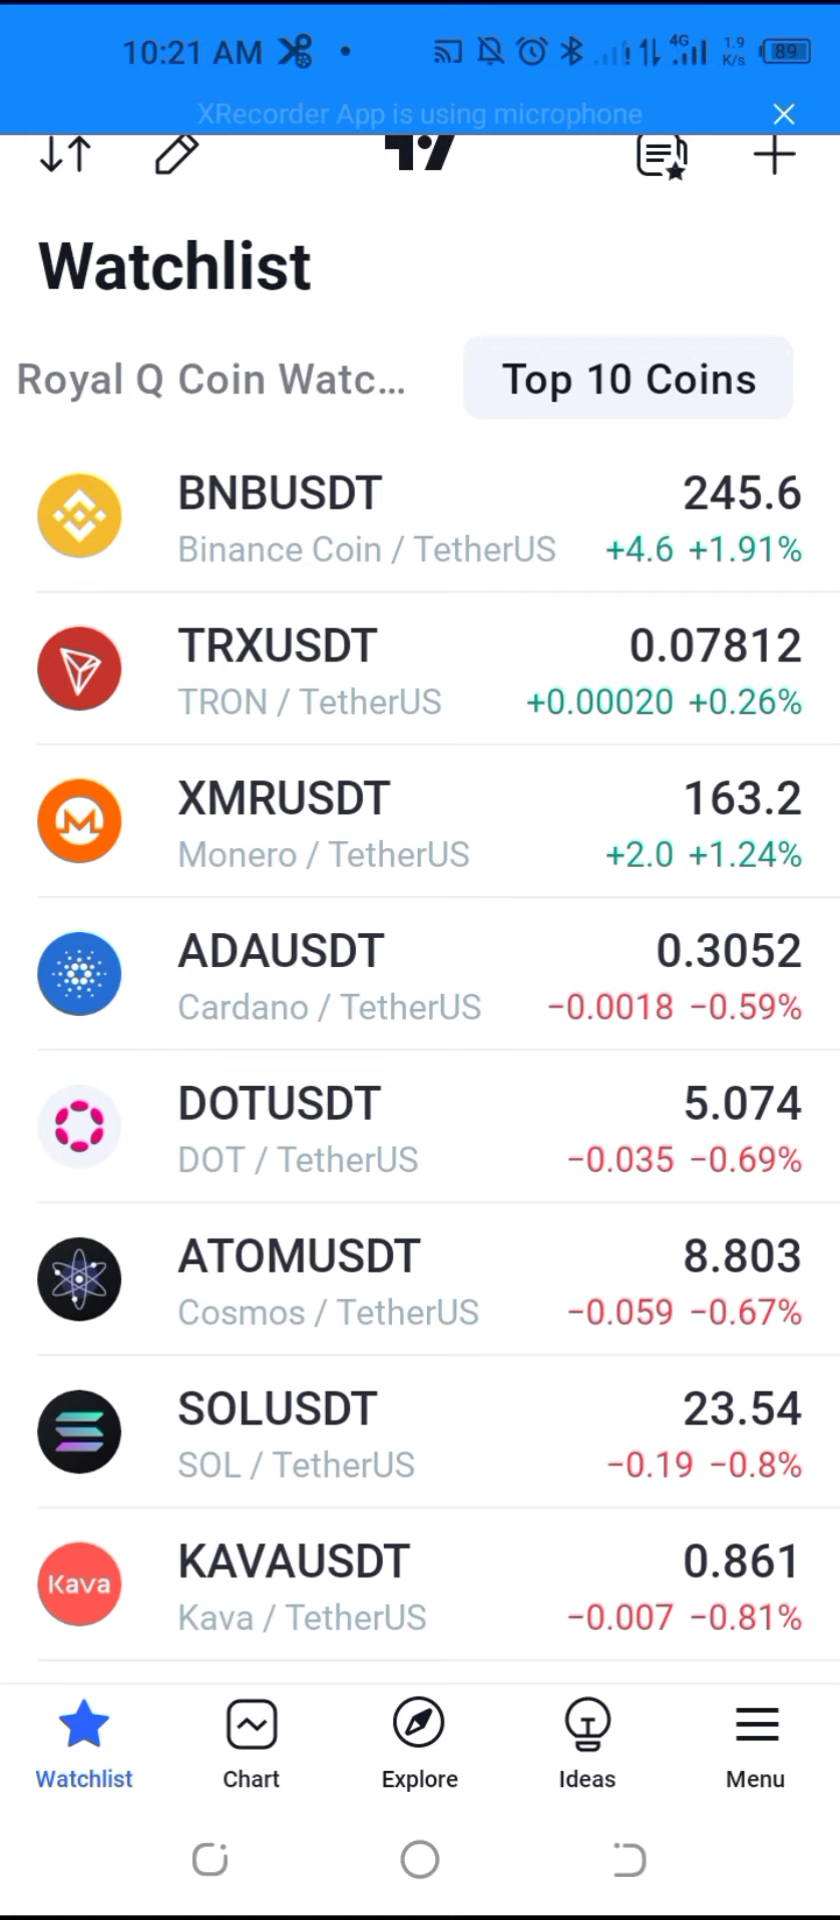 10:21 AM
4G 1.9 K/s 89
XRecorder App is using microphone
Watchlist
Royal Q Coin Watc... Top 10 Coins
BNBUSDT 245.6
Binance Coin / TetherUS +4.6 +1.91%
TRXUSDT 0.07812
TRON / TetherUS +0.00020 +0.26%
XMRUSDT 163.2
Monero / TetherUS +2.0 +1.24%
ADAUSDT 0.3052
Cardano / TetherUS −0.0018 −0.59%
DOTUSDT 5.074
DOT / TetherUS −0.035 −0.69%
ATOMUSDT 8.803
Cosmos / TetherUS −0.059 −0.67%
SOLUSDT 23.54
SOL / TetherUS −0.19 −0.8%
Kava
KAVAUSDT 0.861
Kava / TetherUS −0.007 −0.81%
Watchlist Chart Explore Ideas Menu